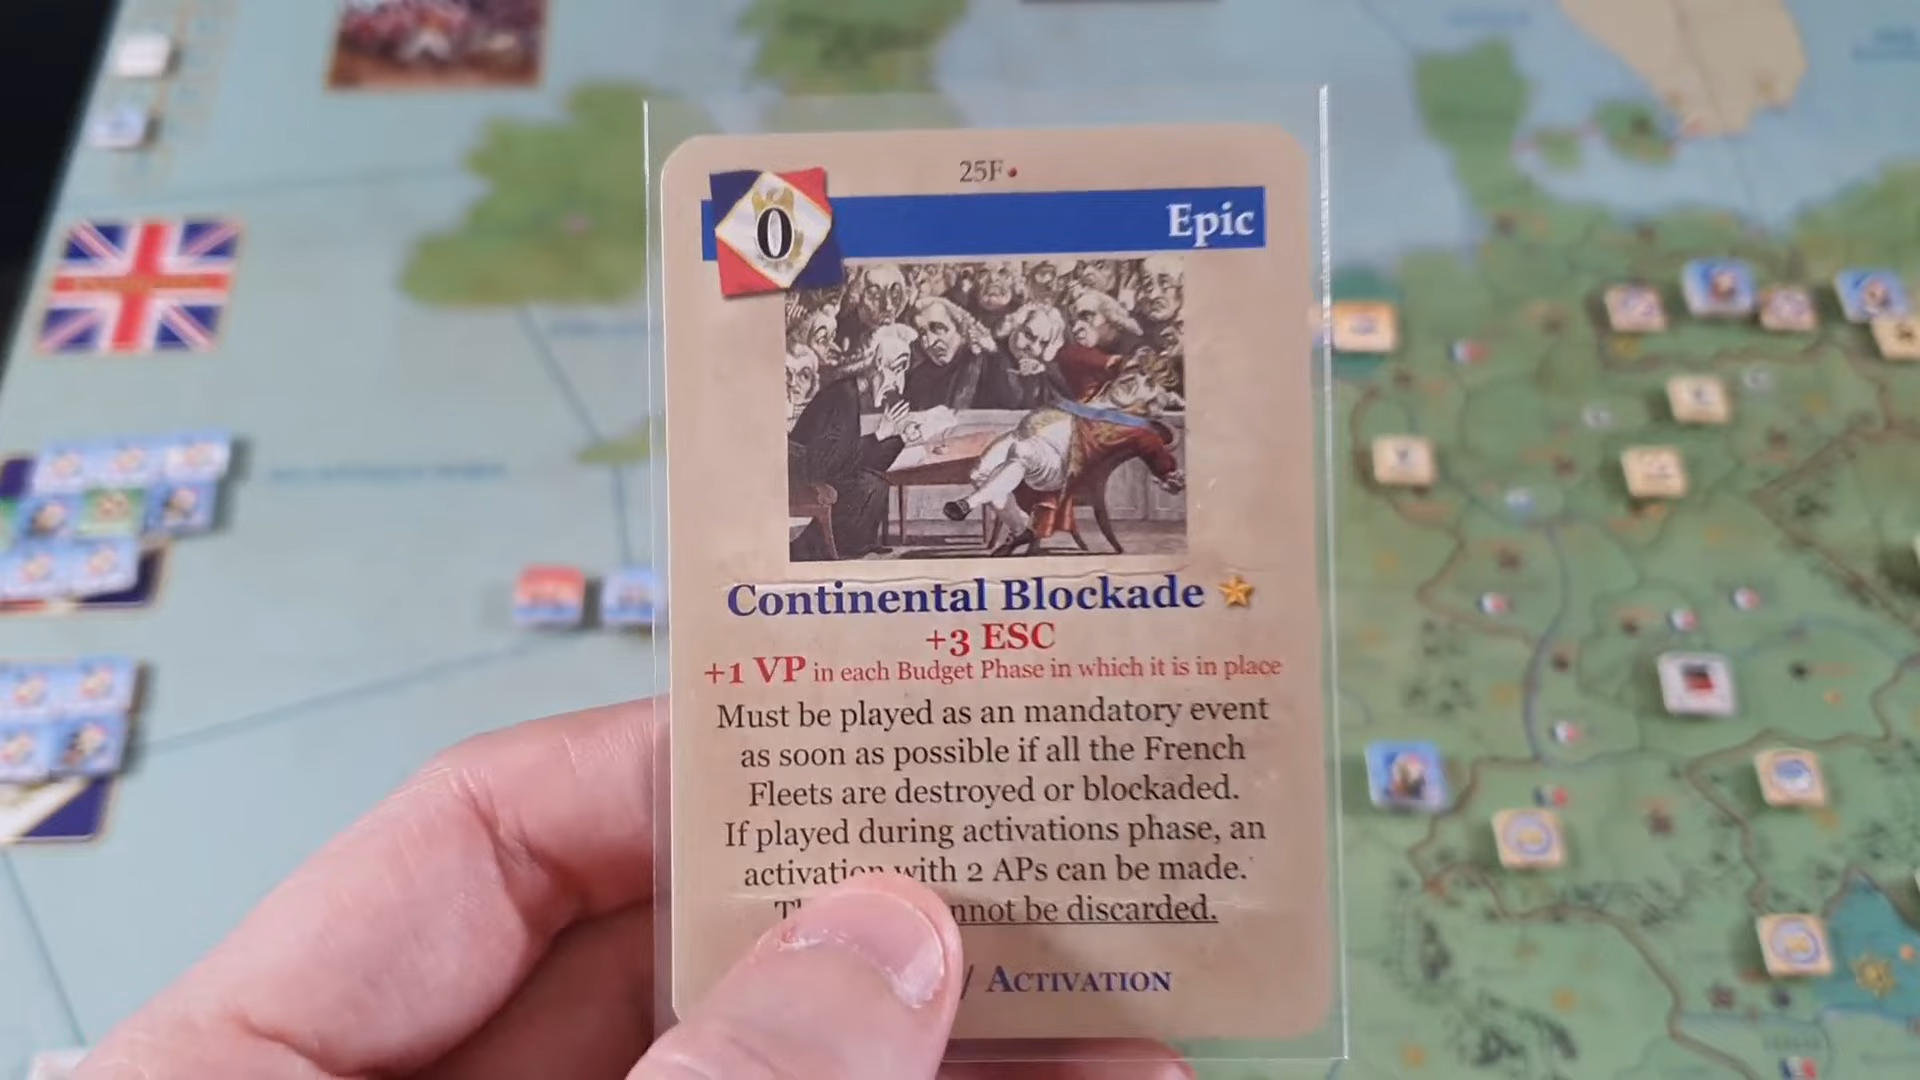 25F
0
Epic
Continental Blockade
+3 ESC
+1 VP in each Budget Phase in which it is in place
Must be played as an mandatory event
as soon as possible if all the French
Fleets are destroyed or blockaded.
If played during activations phase, an
activation with 2 APs can be made.
be discarded.
/ ACTIVATION